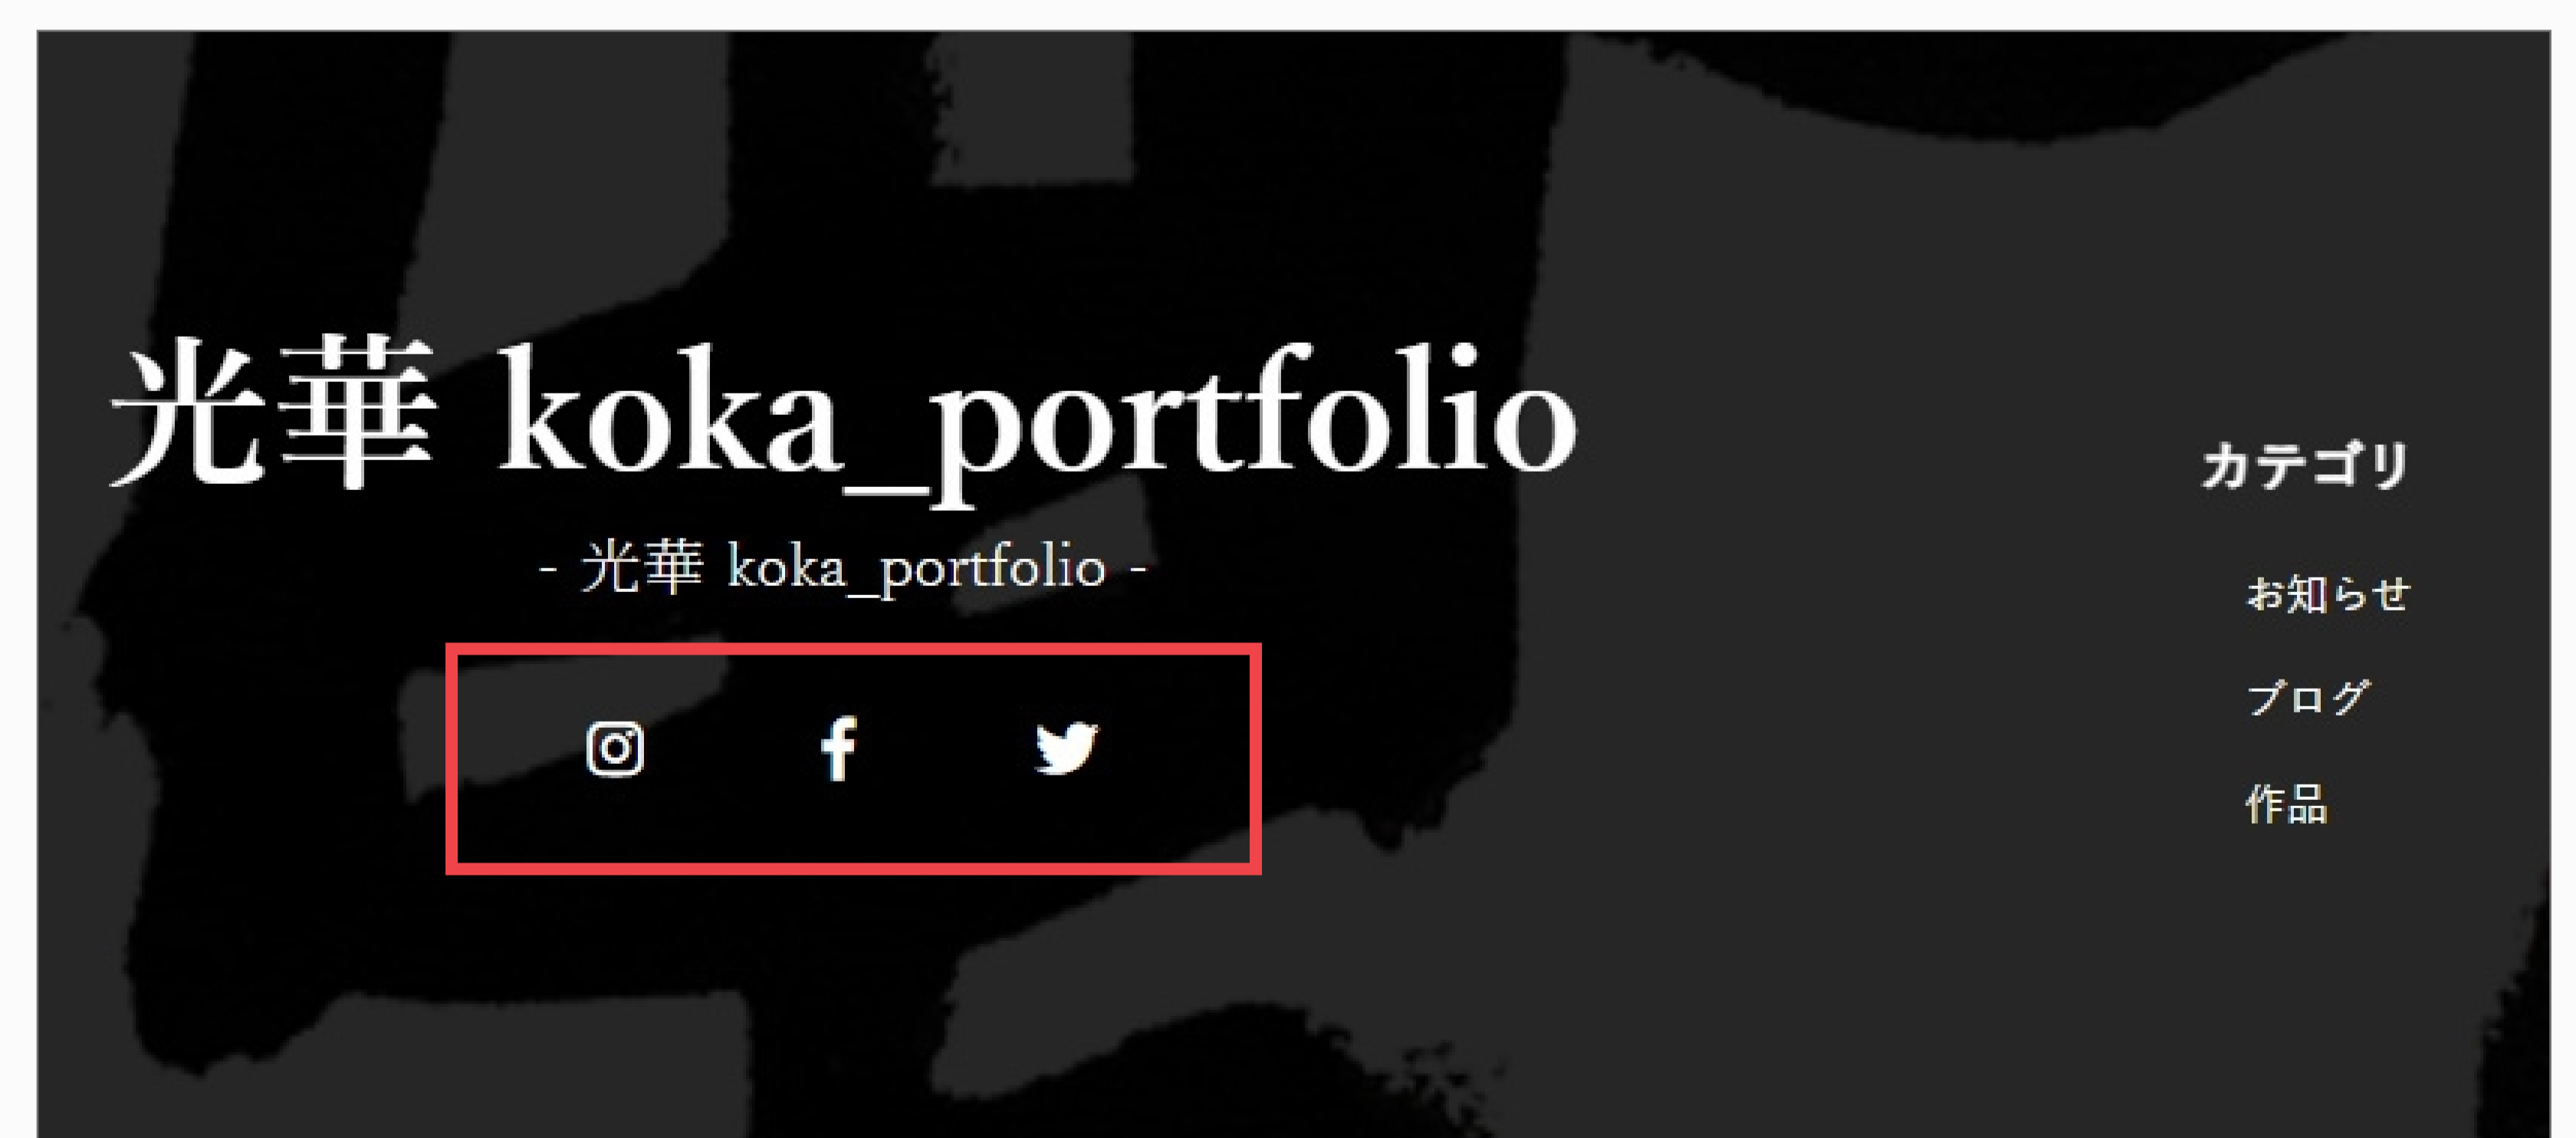 光華 koka_portfolio
- 光華 koka_portfolio -
カテゴリ
お知らせ
ブログ
作品